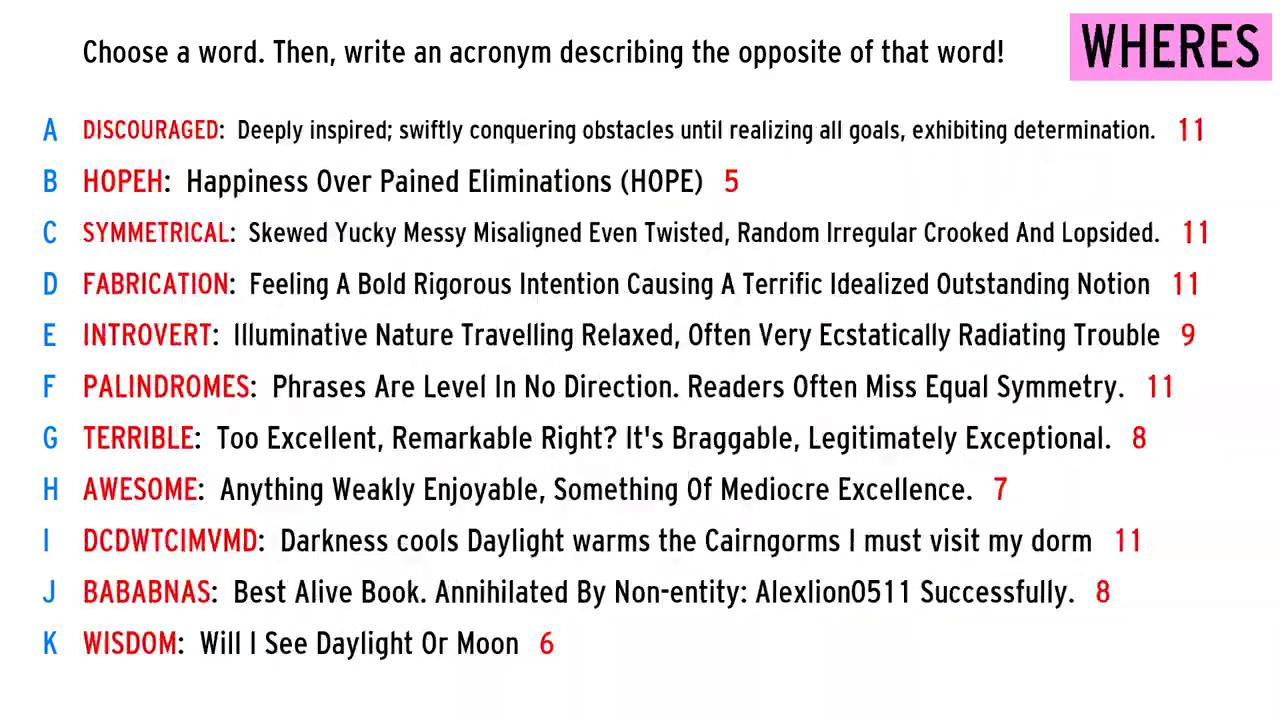 Choose a word. Then, write an acronym describing the opposite of that word!
WHERES
A DISCOURAGED: Deeply inspired; swiftly conquering obstacles until realizing all goals, exhibiting determination. 11
B HOPEH: Happiness Over Pained Eliminations (HOPE) 5
C SYMMETRICAL: Skewed Yucky Messy Misaligned Even Twisted, Random Irregular Crooked And Lopsided. 11
D FABRICATION: Feeling A Bold Rigorous Intention Causing A Terrific Idealized Outstanding Notion 11
E INTROVERT: Illuminative Nature Travelling Relaxed, Often Very Ecstatically Radiating Trouble 9
F PALINDROMES: Phrases Are Level In No Direction. Readers Often Miss Equal Symmetry. 11
G TERRIBLE: Too Excellent, Remarkable Right? It's Braggable, Legitimately Exceptional. 8
H AWESOME: Anything Weakly Enjoyable, Something Of Mediocre Excellence. 7
I DCDWTCIMVMD: Darkness cools Daylight warms the Cairngorms I must visit my dorm 11
J BABABNAS: Best Alive Book. Annihilated By Non-entity: Alexlion0511 Successfully. 8
K WISDOM: Will I See Daylight Or Moon 6